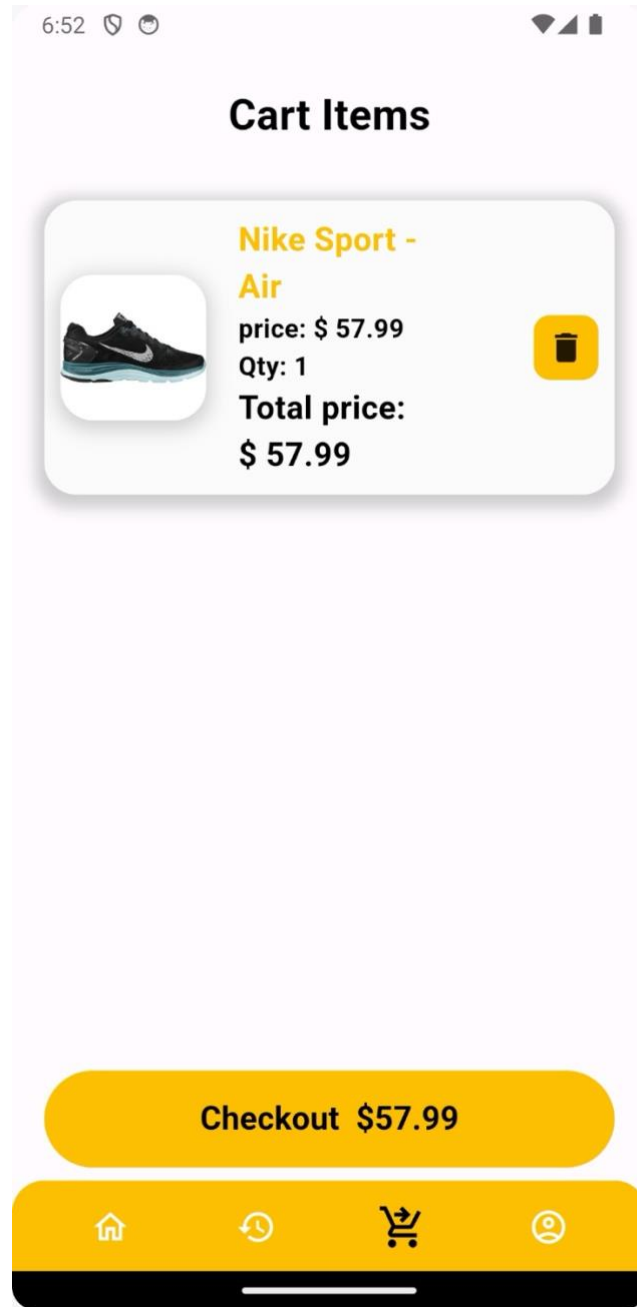 6:52
Cart Items
Nike Sport -
Air
price: $ 57.99
Qty: 1
Total price:
$ 57.99
Checkout $57.99